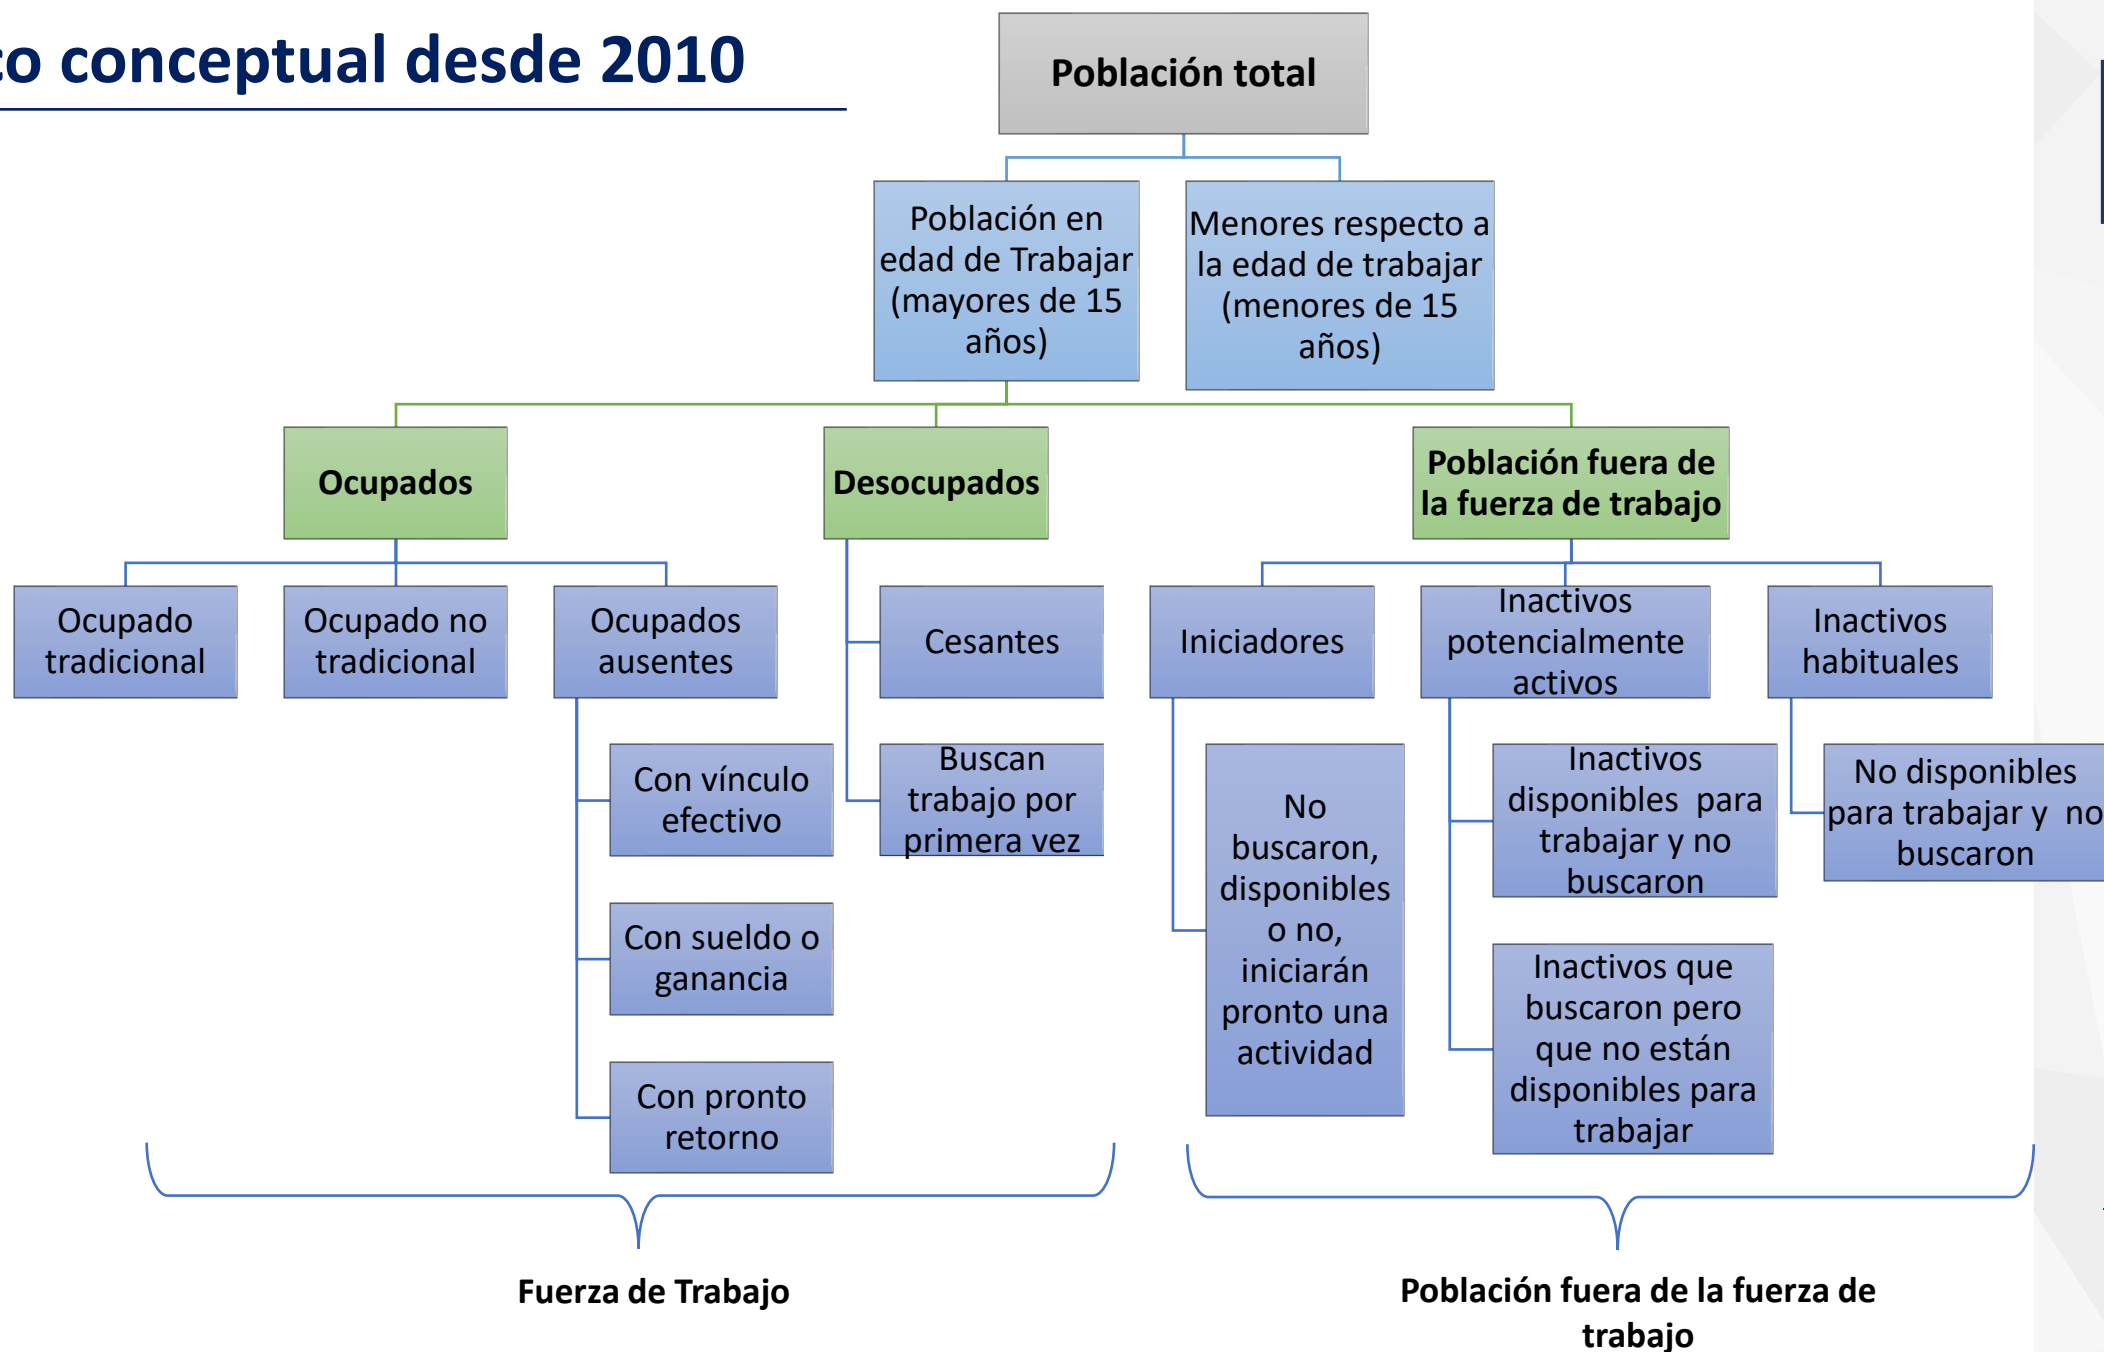 co conceptual desde 2010
Población total
Población en
edad de Trabajar
(mayores de 15
años)
Menores respecto a
la edad de trabajar
(menores de 15
años)
Ocupados
Desocupados
Población fuera de
la fuerza de trabajo
Ocupado
tradicional
Ocupado no
tradicional
Ocupados
ausentes
Con vínculo
efectivo
Con sueldo o
ganancia
Con pronto
retorno
Cesantes
Buscan
trabajo por
primera vez
Iniciadores
No
buscaron,
disponibles
o no,
iniciarán
pronto una
actividad
Inactivos
potencialmente
activos
Inactivos
disponibles para
trabajar y no
buscaron
Inactivos que
buscaron pero
que no están
disponibles para
trabajar
Inactivos
habituales
No disponibles
para trabajar y no
buscaron
Fuerza de Trabajo
Población fuera de la fuerza de
trabajo